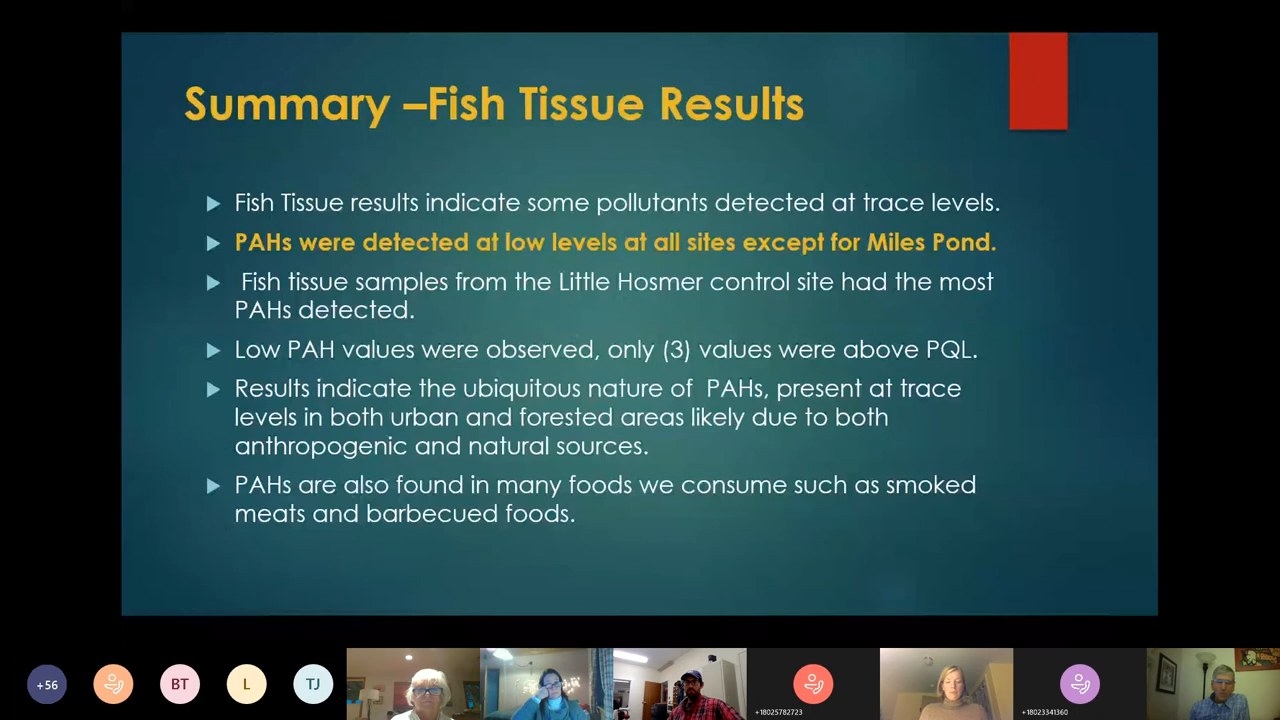 Summary –Fish Tissue Results
Fish Tissue results indicate some pollutants detected at trace levels.
PAHs were detected at low levels at all sites except for Miles Pond.
Fish tissue samples from the Little Hosmer control site had the most
PAHs detected.
Low PAH values were observed, only (3) values were above PQL.
Results indicate the ubiquitous nature of PAHs, present at trace
levels in both urban and forested areas likely due to both
anthropogenic and natural sources.
PAHs are also found in many foods we consume such as smoked
meats and barbecued foods.
+56
BT
L
TJ
+18025782723
+18023341360